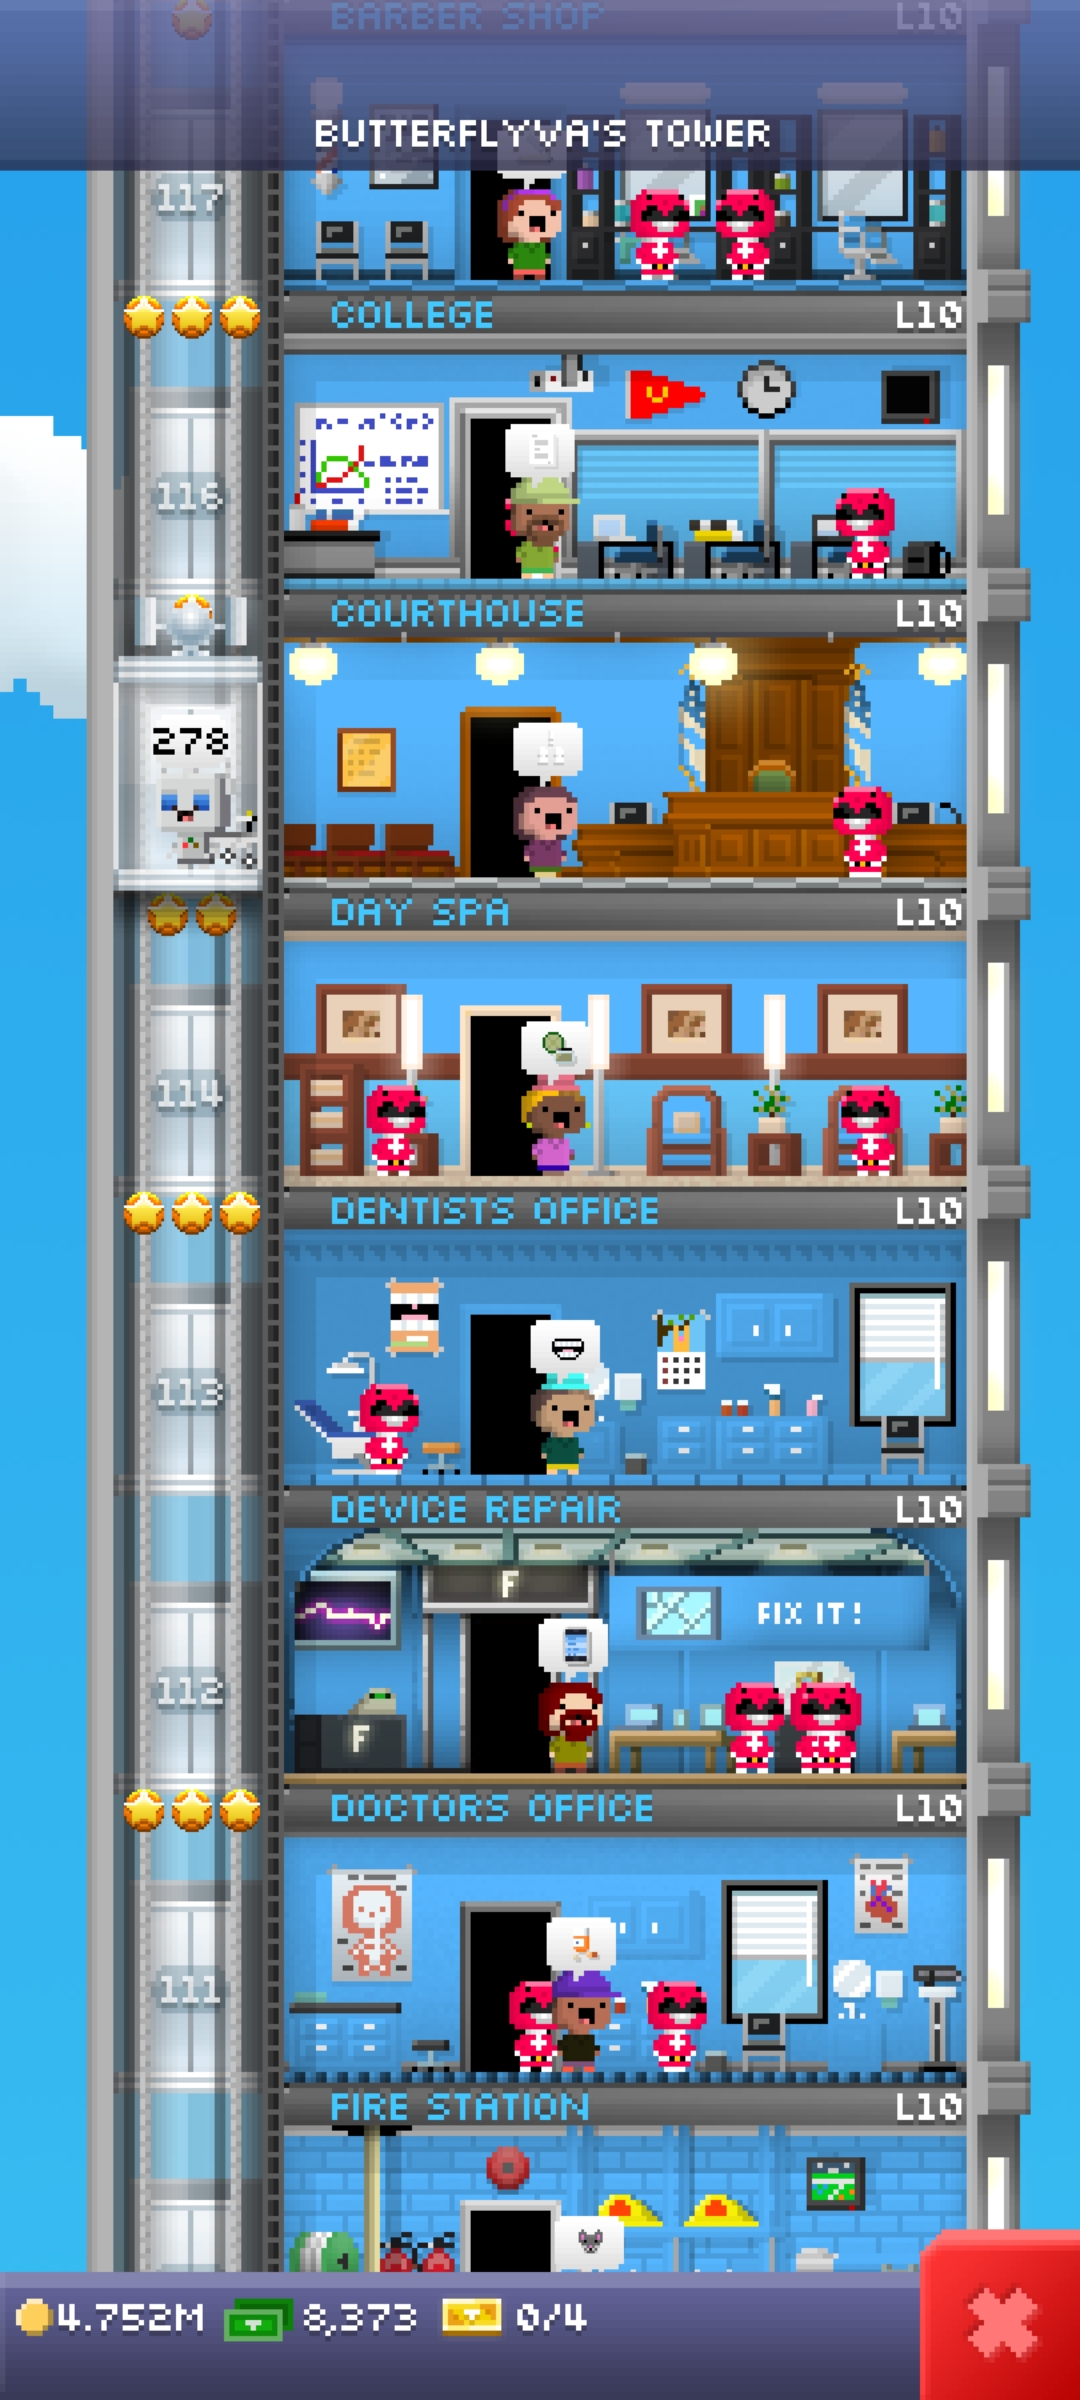 BARBER SHOP L10
BUTTERFLYVA'S TOWER
117
COLLEGE L10
116
COURTHOUSE L10
278
DAY SPA L10
114
DENTISTS OFFICE L10
113
DEVICE REPAIR L10
F
FIX IT!
112
F
DOCTORS OFFICE L10
111
FIRE STATION L10
4.752M 8,373 0/4